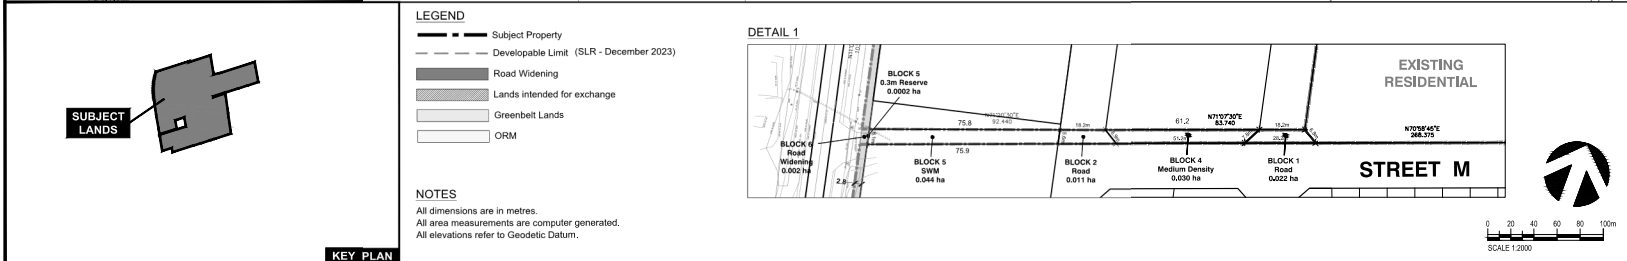 SUBJECT
LANDS
KEY PLAN
LEGEND
Subject Property
Developable Limit (SLR - December 2023)
Road Widening
Lands intended for exchange
Greenbelt Lands
ORM
NOTES
All dimensions are in metres.
All area measurements are computer generated.
All elevations refer to Geodetic Datum.
DETAIL 1
BLOCK 5
0.3m Reserve
0.0002 ha
EXISTING
RESIDENTIAL
75.8
92.440
18.2m
61.2
N71°07'30"E
83.740
18.2m
N70°58'45"E
268.375
BLOCK 6
Road
Widening
0.002 ha
75.9
BLOCK 5
SWM
0.044 ha
BLOCK 2
Road
0.011 ha
51.2m
BLOCK 4
Medium Density
0.030 ha
BLOCK 1
Road
0.022 ha
STREET M
2.8
0 20 40 60 80 100m
SCALE 1:2000